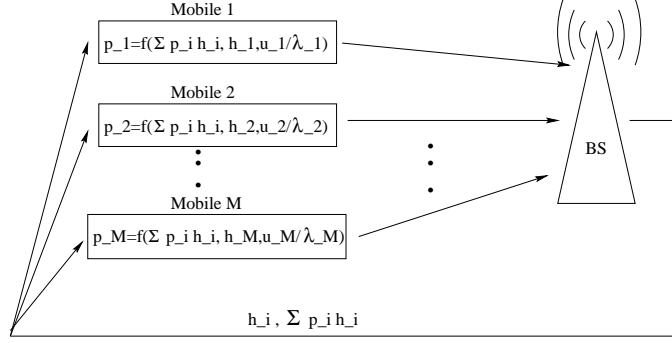 Mobile 1
p_1=f(Σ p_i h_i, h_1,u_1/λ_1)
Mobile 2
p_2=f(Σ p_i h_i, h_2,u_2/λ_2)
BS
Mobile M
p_M=f(Σ p_i h_i, h_M,u_M/λ_M)
h_i , Σ p_i h_i